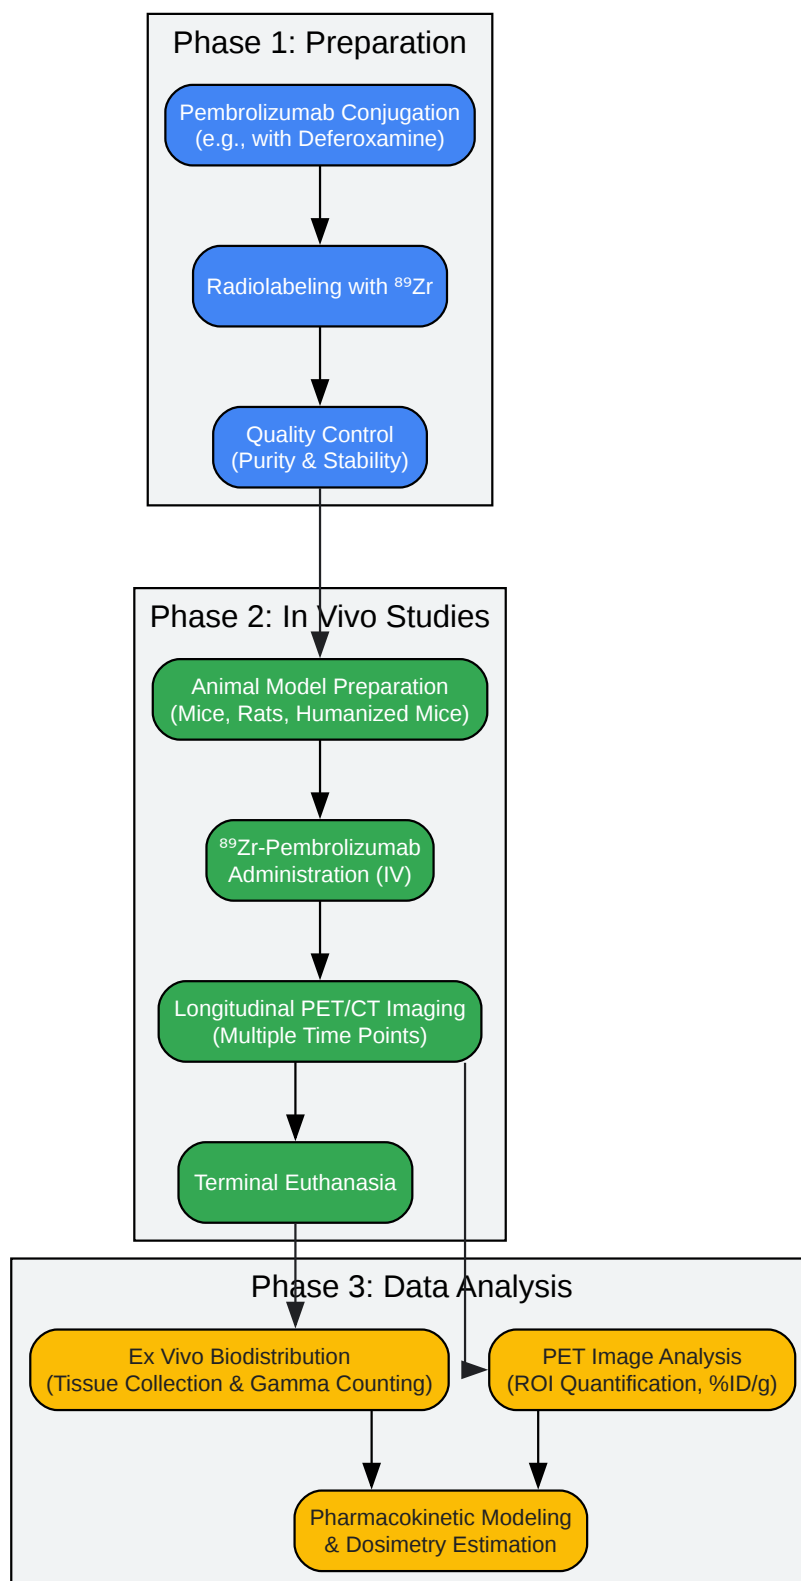 Phase 1: Preparation
Pembrolizumab Conjugation
(e.g., with Deferoxamine)
Radiolabeling with ⁸⁹Zr
Quality Control
(Purity & Stability)
Phase 2: In Vivo Studies
Animal Model Preparation
(Mice, Rats, Humanized Mice)
⁸⁹Zr-Pembrolizumab
Administration (IV)
Longitudinal PET/CT Imaging
(Multiple Time Points)
Terminal Euthanasia
Phase 3: Data Analysis
Ex Vivo Biodistribution
(Tissue Collection & Gamma Counting)
PET Image Analysis
(ROI Quantification, %ID/g)
Pharmacokinetic Modeling
& Dosimetry Estimation